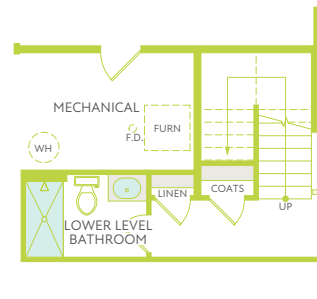 MECHANICAL
FURN
F.D.
WH
LINEN
COATS
UP
LOWER LEVEL
BATHROOM